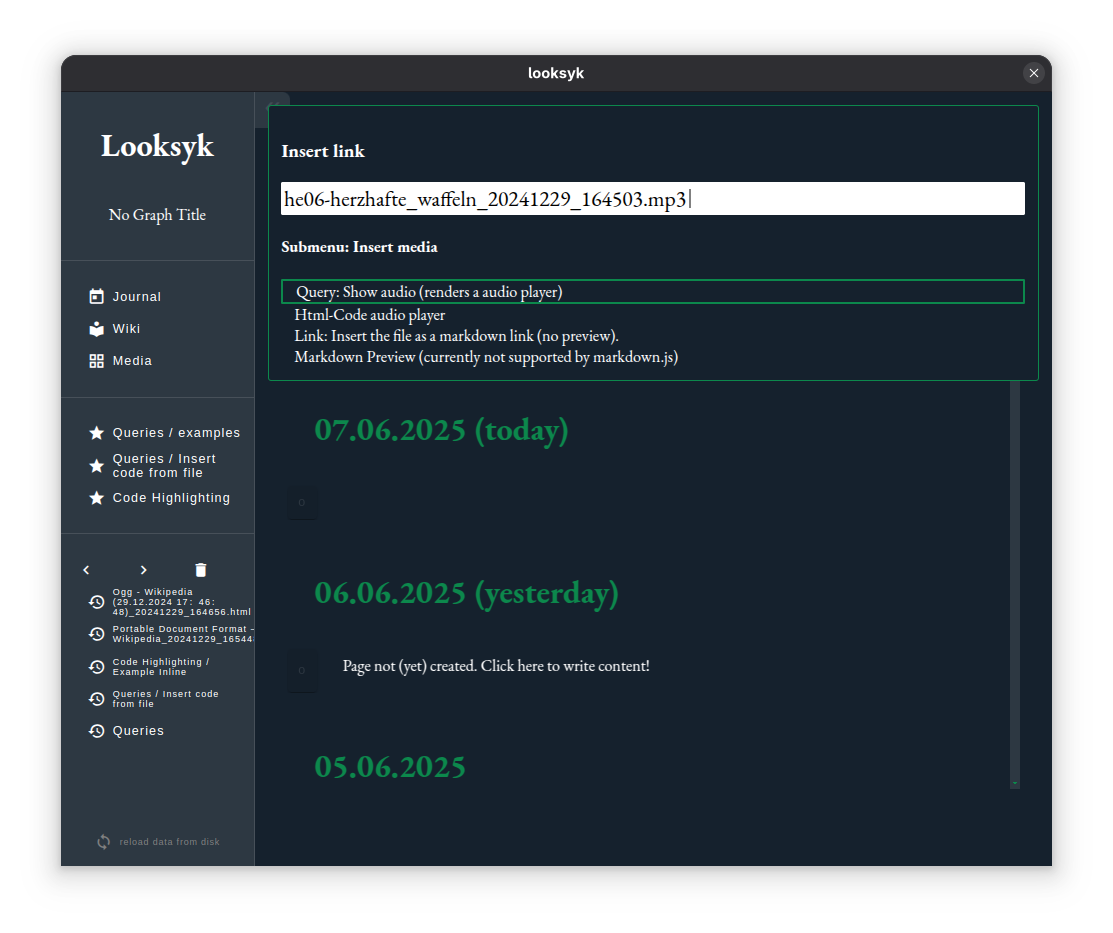 looksyk
Looksyk
No Graph Title
Journal
Wiki
Media
Queries / examples
Queries / Insert
code from file
Code Highlighting
Ogg - Wikipedia
(29.12.2024 17: 46:
48)_20241229_164656.html
Portable Document Format –
Wikipedia_20241229_16544
Code Highlighting /
Example Inline
Queries / Insert code
from file
Queries
reload data from disk
Insert link
he06-herzhafte_waffeln_20241229_164503.mp3
Submenu: Insert media
Query: Show audio (renders a audio player)
Html-Code audio player
Link: Insert the file as a markdown link (no preview).
Markdown Preview (currently not supported by markdown.js)
07.06.2025 (today)
0
06.06.2025 (yesterday)
0
Page not (yet) created. Click here to write content!
05.06.2025